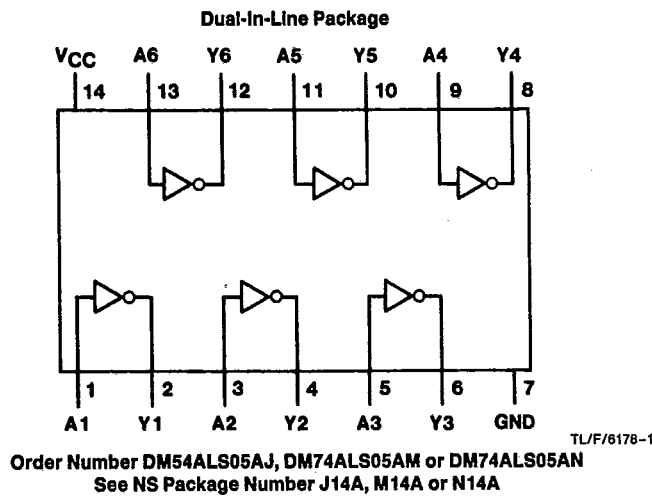 Dual-In-Line Package
VCC A6 Y6 A5 Y5 A4 Y4
14 13 12 11 10 9 8
1 2 3 4 5 6 7
A1 Y1 A2 Y2 A3 Y3 GND
TL/F/6178-1
Order Number DM54ALS05AJ, DM74ALS05AM or DM74ALS05AN
See NS Package Number J14A, M14A or N14A